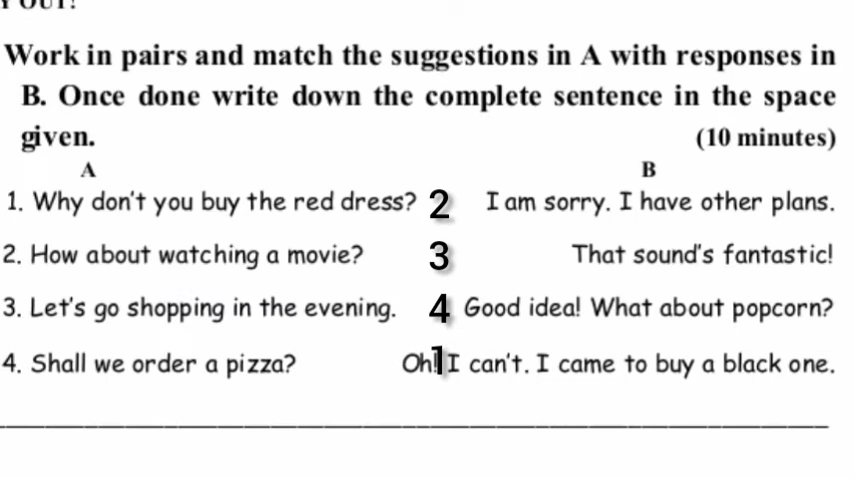 Y OUT!
Work in pairs and match the suggestions in A with responses in
B. Once done write down the complete sentence in the space
given. (10 minutes)
A B
1. Why don't you buy the red dress? 2 I am sorry. I have other plans.
2. How about watching a movie? 3 That sound's fantastic!
3. Let's go shopping in the evening. 4 Good idea! What about popcorn?
4. Shall we order a pizza? Oh! 1 I can't. I came to buy a black one.